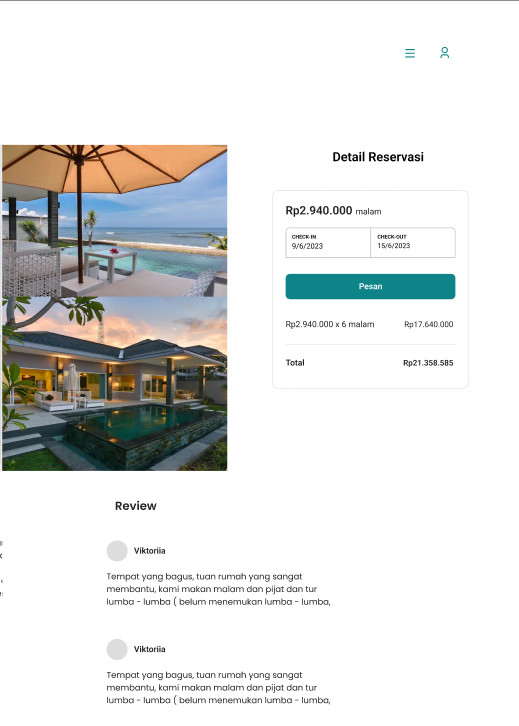 Detail Reservasi
Rp2.940.000 malam
CHECK-IN
9/6/2023
CHECK-OUT
15/6/2023
Pesan
Rp2.940.000 x 6 malam
Rp17.640.000
Total
Rp21.358.585
Review
Viktoriia
Tempat yang bagus, tuan rumah yang sangat
membantu, kami makan malam dan pijat dan tur
lumba - lumba ( belum menemukan lumba - lumba,
Viktoriia
Tempat yang bagus, tuan rumah yang sangat
membantu, kami makan malam dan pijat dan tur
lumba - lumba ( belum menemukan lumba - lumba,